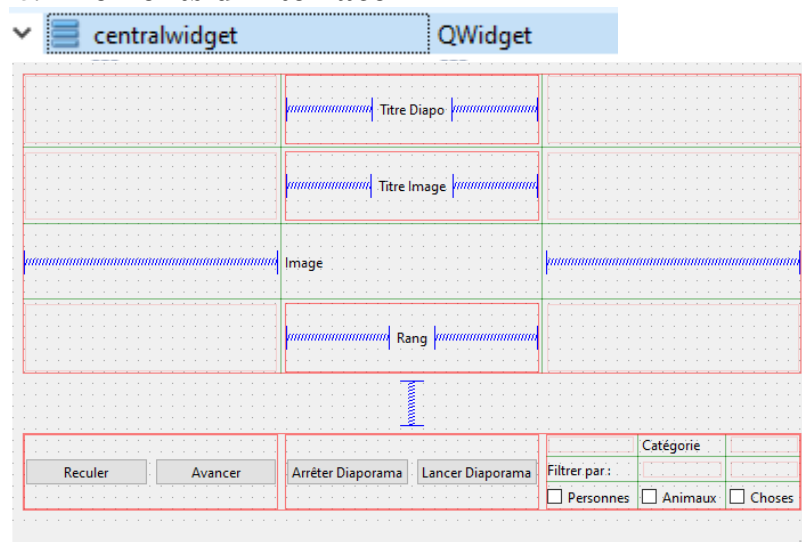 centralwidget QWidget
Titre Diapo
Titre Image
Image
Rang
Catégorie
Reculer Avancer Arrêter Diaporama Lancer Diaporama Filtrer par :
Personnes Animaux Choses